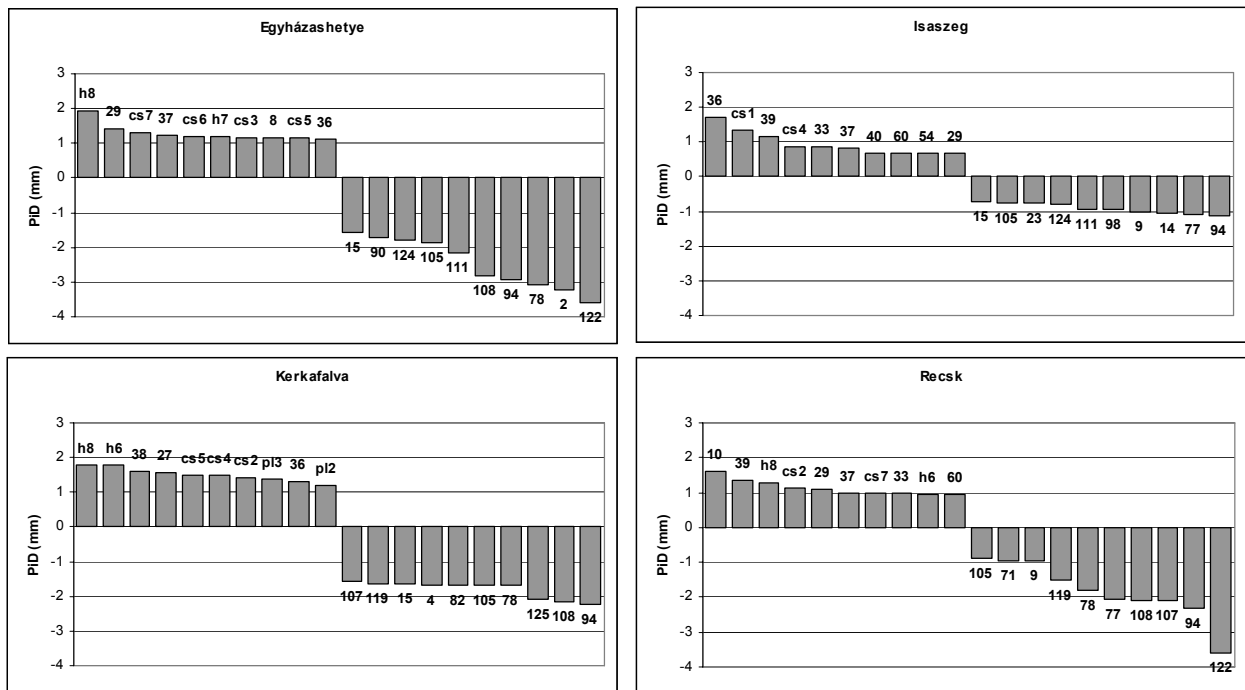 Egyházashetye
PiD (mm)
3
2
1
0
-1
-2
-3
-4
h8 29 cs7 37 cs6 h7 cs3 8 cs5 36
15 90 124 105 111 108 94 78 2 122
Isaszeg
PiD (mm)
3
2
1
0
-1
-2
-3
-4
36 cs1 39 cs4 33 37 40 60 54 29
15 105 23 124 111 98 9 14 77 94
Kerkafalva
PiD (mm)
3
2
1
0
-1
-2
-3
-4
h8 h6 38 27 cs5 cs4 cs2 pl3 36 pl2
107 119 15 4 82 105 78 125 108 94
Recsk
PiD (mm)
3
2
1
0
-1
-2
-3
-4
10 39 h8 cs2 29 37 cs7 33 h6 60
105 71 9 119 78 77 108 107 94 122